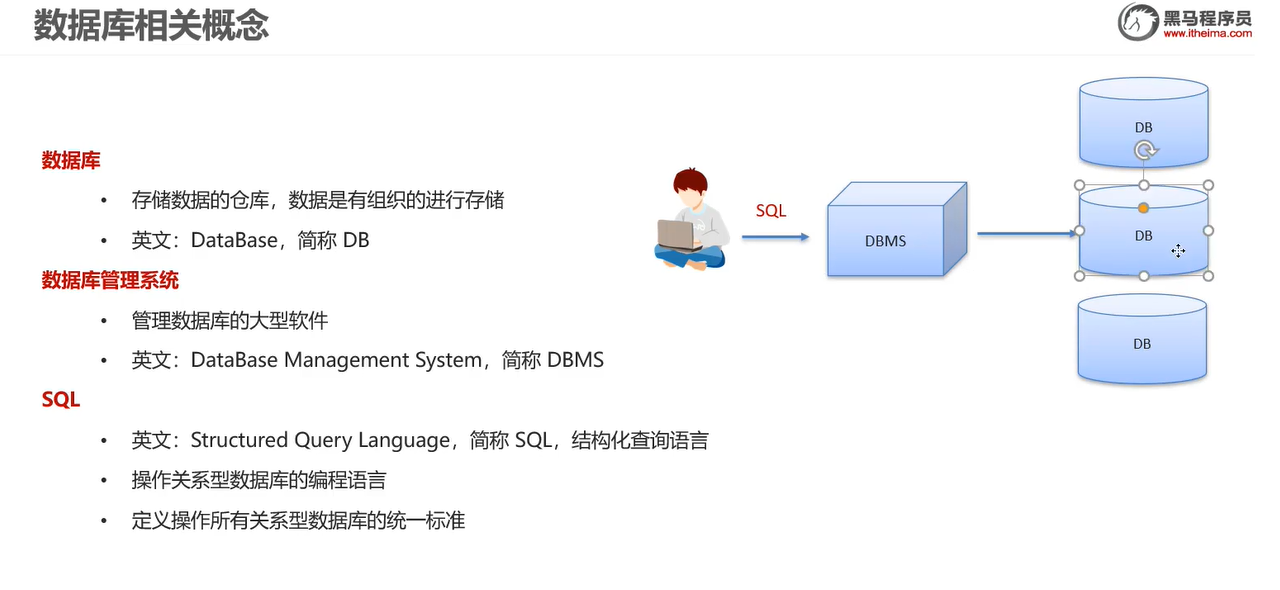 数据库相关概念
黑马程序员
www.itheima.com
数据库
• 存储数据的仓库，数据是有组织的进行存储
• 英文：DataBase，简称 DB
数据库管理系统
• 管理数据库的大型软件
• 英文：DataBase Management System，简称 DBMS
SQL
• 英文：Structured Query Language，简称 SQL，结构化查询语言
• 操作关系型数据库的编程语言
• 定义操作所有关系型数据库的统一标准
SQL
DBMS
DB
DB
DB